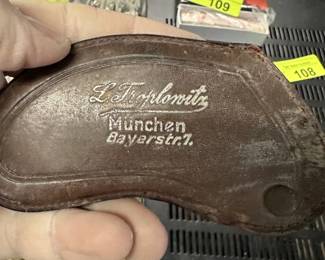 109
108
L. Troplowitz
München
Bayerstr. 7.